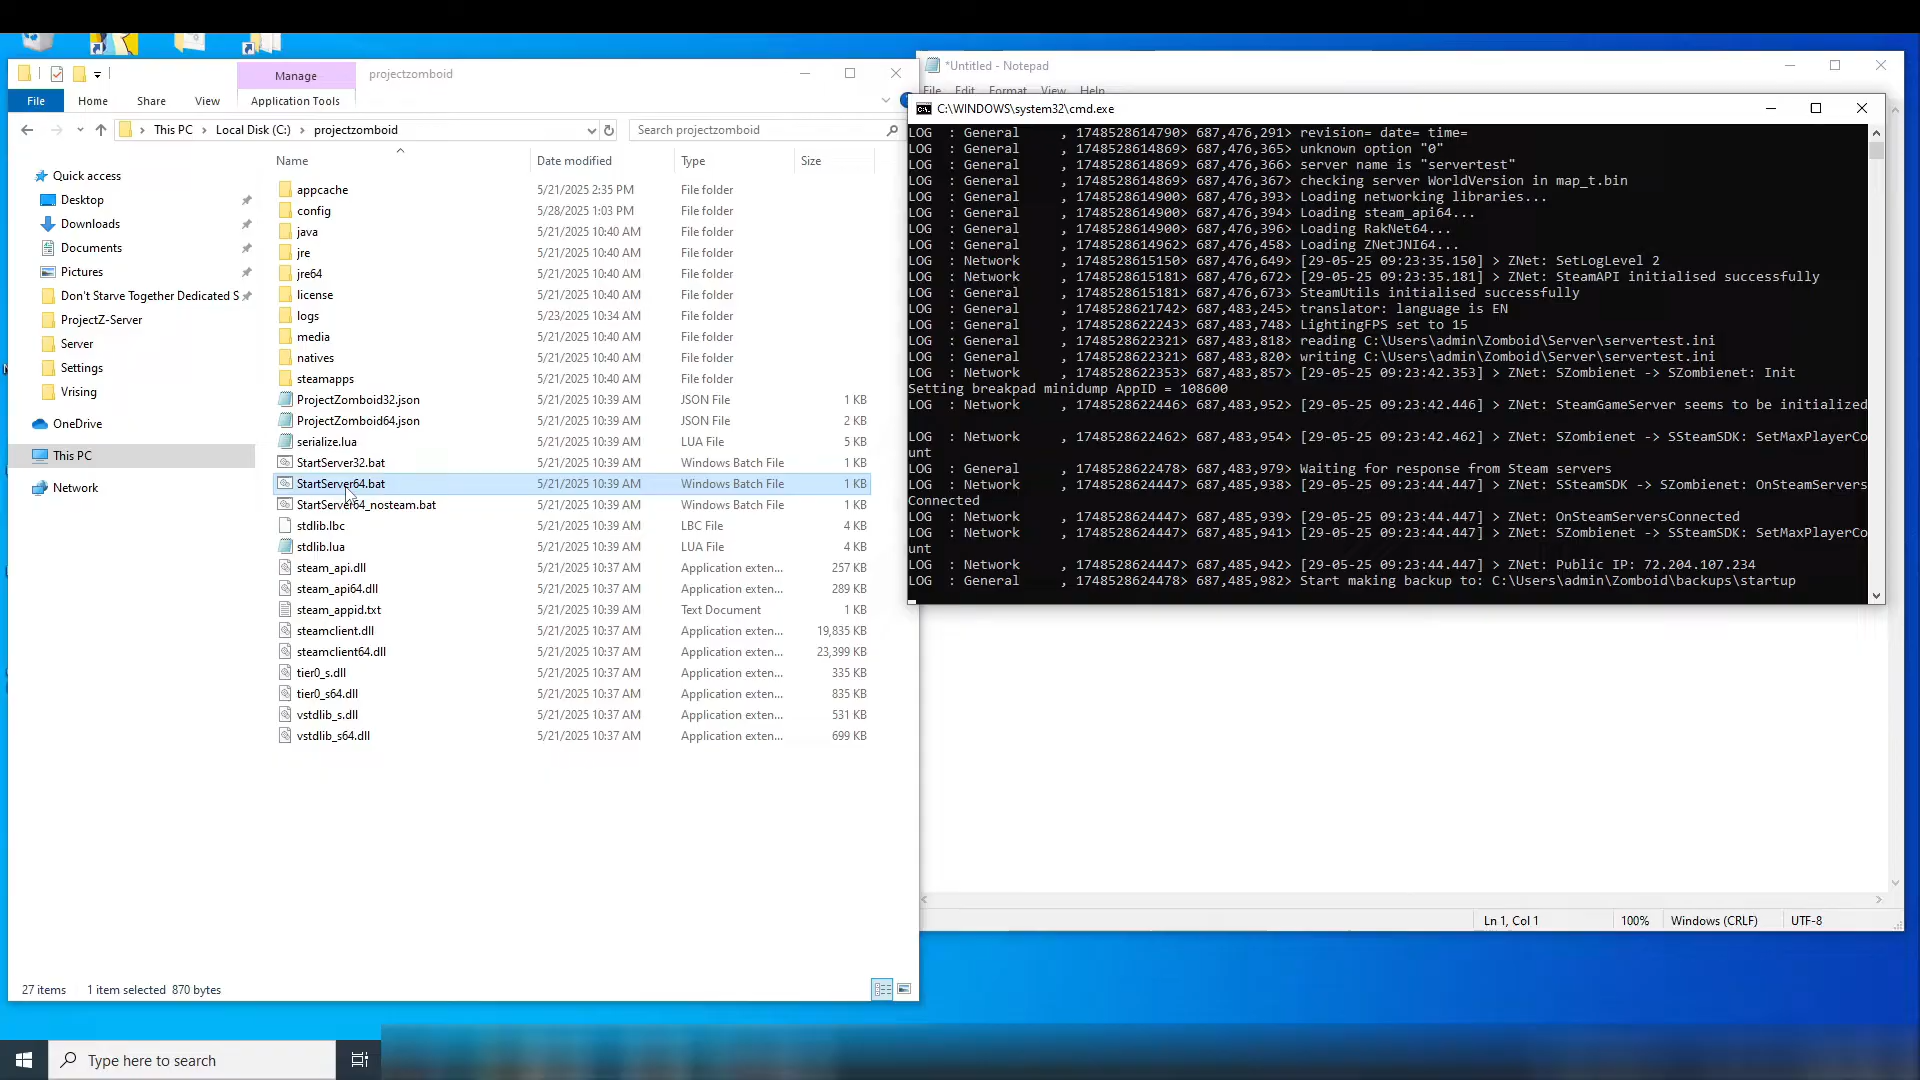 Manage
projectzomboid
File
Home
Share
View
Application Tools
This PC
Local Disk (C:)
projectzomboid
Search projectzomboid
Quick access
Desktop
Downloads
Documents
Pictures
Don't Starve Together Dedicated S
ProjectZ-Server
Server
Settings
Vrising
OneDrive
This PC
Network
Name Date modified Type Size
appcache 5/21/2025 2:35 PM File folder
config 5/28/2025 1:03 PM File folder
java 5/21/2025 10:40 AM File folder
jre 5/21/2025 10:40 AM File folder
jre64 5/21/2025 10:40 AM File folder
license 5/21/2025 10:40 AM File folder
logs 5/23/2025 10:34 AM File folder
media 5/21/2025 10:40 AM File folder
natives 5/21/2025 10:40 AM File folder
steamapps 5/21/2025 10:40 AM File folder
ProjectZomboid32.json 5/21/2025 10:39 AM JSON File 1 KB
ProjectZomboid64.json 5/21/2025 10:39 AM JSON File 2 KB
serialize.lua 5/21/2025 10:39 AM LUA File 5 KB
StartServer32.bat 5/21/2025 10:39 AM Windows Batch File 1 KB
StartServer64.bat 5/21/2025 10:39 AM Windows Batch File 1 KB
StartServer64_nosteam.bat 5/21/2025 10:39 AM Windows Batch File 1 KB
stdlib.lbc 5/21/2025 10:39 AM LBC File 4 KB
stdlib.lua 5/21/2025 10:39 AM LUA File 4 KB
steam_api.dll 5/21/2025 10:37 AM Application exten... 257 KB
steam_api64.dll 5/21/2025 10:37 AM Application exten... 289 KB
steam_appid.txt 5/21/2025 10:39 AM Text Document 1 KB
steamclient.dll 5/21/2025 10:37 AM Application exten... 19,835 KB
steamclient64.dll 5/21/2025 10:37 AM Application exten... 23,399 KB
tier0_s.dll 5/21/2025 10:37 AM Application exten... 335 KB
tier0_s64.dll 5/21/2025 10:37 AM Application exten... 835 KB
vstdlib_s.dll 5/21/2025 10:37 AM Application exten... 531 KB
vstdlib_s64.dll 5/21/2025 10:37 AM Application exten... 699 KB
27 items 1 item selected 870 bytes
*Untitled - Notepad
File Edit Format View Help
C:\WINDOWS\system32\cmd.exe
LOG : General , 1748528614790> 687,476,291> revision= date= time=
LOG : General , 1748528614869> 687,476,365> unknown option "0"
LOG : General , 1748528614869> 687,476,366> server name is "servertest"
LOG : General , 1748528614869> 687,476,367> checking server WorldVersion in map_t.bin
LOG : General , 1748528614900> 687,476,393> Loading networking libraries...
LOG : General , 1748528614900> 687,476,394> Loading steam_api64...
LOG : General , 1748528614900> 687,476,396> Loading RakNet64...
LOG : General , 1748528614962> 687,476,458> Loading ZNetJNI64...
LOG : Network , 1748528615150> 687,476,649> [29-05-25 09:23:35.150] > ZNet: SetLogLevel 2
LOG : Network , 1748528615181> 687,476,672> [29-05-25 09:23:35.181] > ZNet: SteamAPI initialised successfully
LOG : General , 1748528615181> 687,476,673> SteamUtils initialised successfully
LOG : General , 1748528621742> 687,483,245> translator: language is EN
LOG : General , 1748528622243> 687,483,748> LightingFPS set to 15
LOG : General , 1748528622321> 687,483,818> reading C:\Users\admin\Zomboid\Server\servertest.ini
LOG : General , 1748528622321> 687,483,820> writing C:\Users\admin\Zomboid\Server\servertest.ini
LOG : Network , 1748528622353> 687,483,857> [29-05-25 09:23:42.353] > ZNet: SZombienet -> SZombienet: Init
Setting breakpad minidump AppID = 108600
LOG : Network , 1748528622446> 687,483,952> [29-05-25 09:23:42.446] > ZNet: SteamGameServer seems to be initialized
LOG : Network , 1748528622462> 687,483,954> [29-05-25 09:23:42.462] > ZNet: SZombienet -> SSteamSDK: SetMaxPlayerCo
unt
LOG : General , 1748528622478> 687,483,979> Waiting for response from Steam servers
LOG : Network , 1748528624447> 687,485,938> [29-05-25 09:23:44.447] > ZNet: SSteamSDK -> SZombienet: OnSteamServers
Connected
LOG : Network , 1748528624447> 687,485,939> [29-05-25 09:23:44.447] > ZNet: OnSteamServersConnected
LOG : Network , 1748528624447> 687,485,941> [29-05-25 09:23:44.447] > ZNet: SZombienet -> SSteamSDK: SetMaxPlayerCo
unt
LOG : Network , 1748528624447> 687,485,942> [29-05-25 09:23:44.447] > ZNet: Public IP: 72.204.107.234
LOG : General , 1748528624478> 687,485,982> Start making backup to: C:\Users\admin\Zomboid\backups\startup
Ln 1, Col 1 100% Windows (CRLF) UTF-8
Type here to search